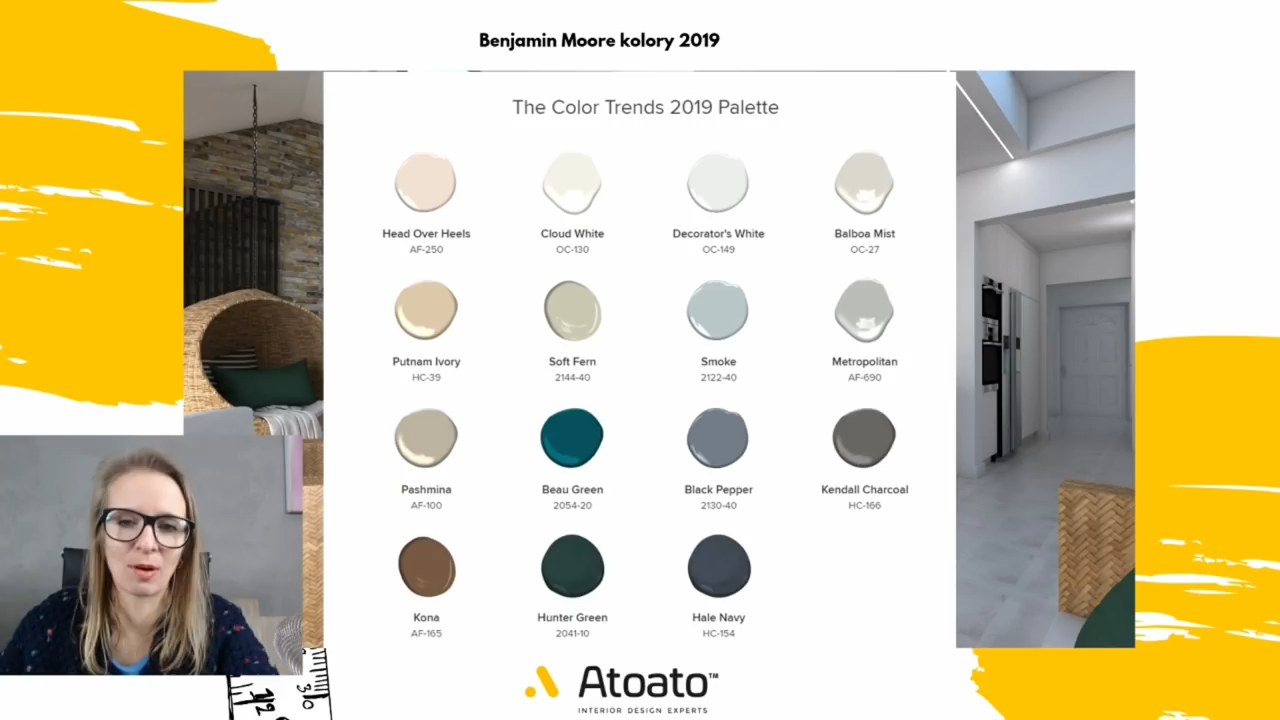 Benjamin Moore kolory 2019
The Color Trends 2019 Palette
Head Over Heels
AF-250
Cloud White
OC-130
Decorator's White
OC-149
Balboa Mist
OC-27
Putnam Ivory
HC-39
Soft Fern
2144-40
Smoke
2122-40
Metropolitan
AF-690
Pashmina
AF-100
Beau Green
2054-20
Black Pepper
2130-40
Kendall Charcoal
HC-166
Kona
AF-165
Hunter Green
2041-10
Hale Navy
HC-154
Atoato™
INTERIOR DESIGN EXPERTS
12